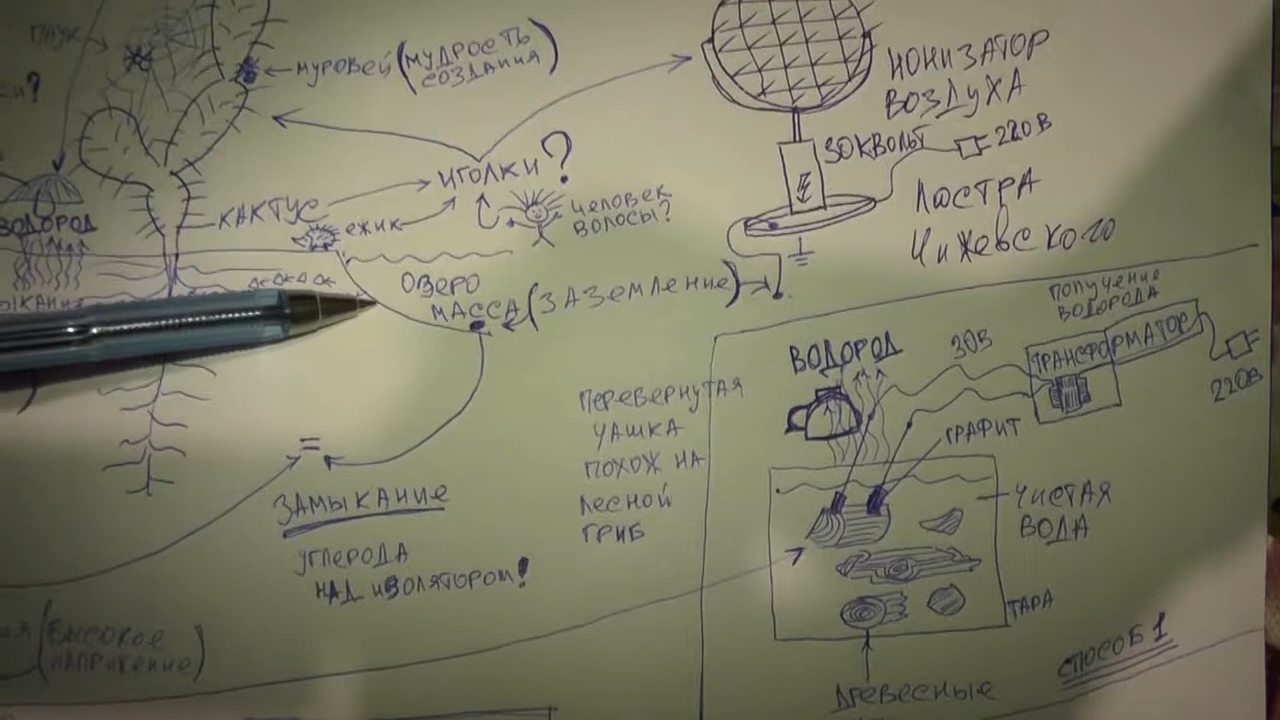 ПАУК
МУРОВЕЙ (МУДРОСТЬ
СОЗДАНИЯ)
ИГОЛКИ?
КАКТУС
ЕЖИК
ЧЕЛОВЕК
ВОЛОСЫ?
ВОДОРОД
ОЗЕРО
МАССА (ЗАЗЕМЛЕНИЕ)
=
ЗАМЫКАНИЕ
УГЛЕРОДА
НАД ИЗОЛЯТОРОМ!
(ВЫСОКОЕ
НАПРЯЖЕНИЕ)
ИОНИЗАТОР
ВОЗДУХА
30КВОЛЬТ
220В
ЛЮСТРА
ЧИЖЕВСКОГО
ПЕРЕВЕРНУТАЯ
ЧАШКА
ПОХОЖ НА
ЛЕСНОЙ
ГРИБ
ПОЛУЧЕНИЕ
ВОДОРОДА
ВОДОРОД
30В
ТРАНСФОРМАТОР
220В
ГРАФИТ
ЧИСТАЯ
ВОДА
ТАРА
СПОСОБ 1
ДРЕВЕСНЫЕ